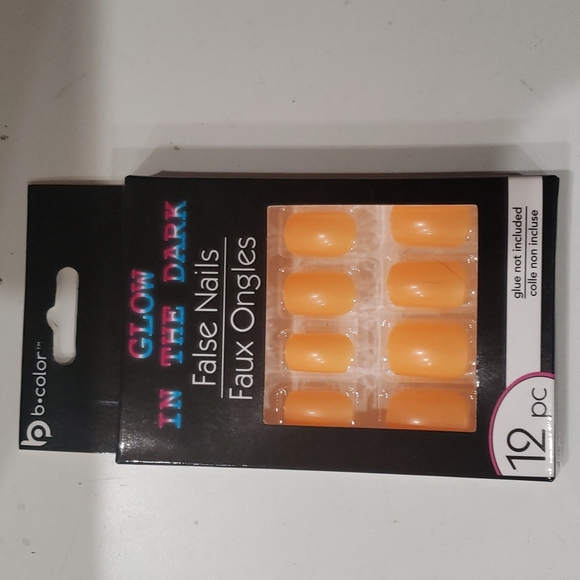 b•color™
GLOW
IN THE DARK
False Nails
Faux Ongles
glue not included
colle non incluse
12 pc